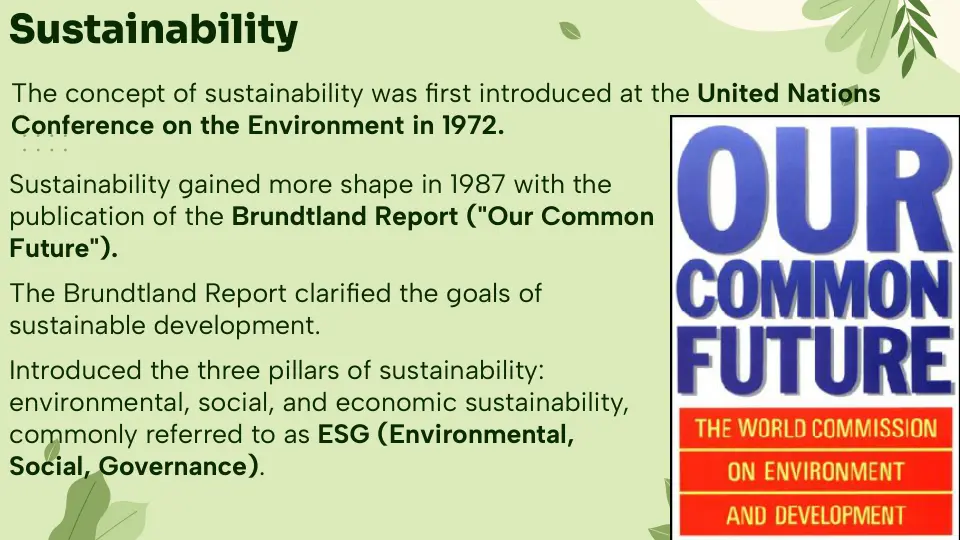 Sustainability
The concept of sustainability was first introduced at the United Nations
Conference on the Environment in 1972.
Sustainability gained more shape in 1987 with the
publication of the Brundtland Report ("Our Common
Future").
The Brundtland Report clarified the goals of
sustainable development.
Introduced the three pillars of sustainability:
environmental, social, and economic sustainability,
commonly referred to as ESG (Environmental,
Social, Governance).
OUR
COMMON
FUTURE
THE WORLD COMMISSION
ON ENVIRONMENT
AND DEVELOPMENT